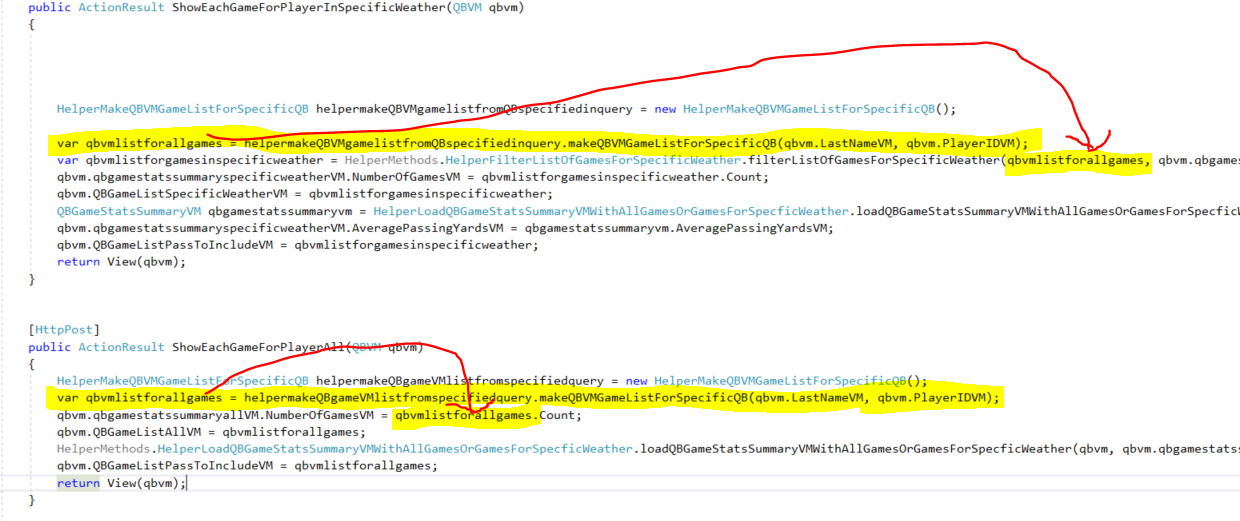 public ActionResult ShowEachGameForPlayerInSpecificWeather(QBVM qbvm)
{
HelperMakeQBVMGameListForSpecificQB helpermakeQBVMgamelistfromQBspecifiedinquery = new HelperMakeQBVMGameListForSpecificQB();
var qbvmlistforallgames = helpermakeQBVMgamelistfromQBspecifiedinquery.makeQBVMGameListForSpecificQB(qbvm.LastNameVM, qbvm.PlayerIDVM);
var qbvmlistforgamesinspecificweather = HelperMethods.HelperFilterListOfGamesForSpecificWeather.filterListOfGamesForSpecificWeather(qbvmlistforallgames, qbvm.qbgames
qbvm.qbgamestatssummaryspecificweatherVM.NumberOfGamesVM = qbvmlistforgamesinspecificweather.Count;
qbvm.QBGameListSpecificWeatherVM = qbvmlistforgamesinspecificweather;
QBGameStatsSummaryVM qbgamestatssummaryvm = HelperLoadQBGameStatsSummaryVMWithAllGamesOrGamesForSpecficWeather.loadQBGameStatsSummaryVMWithAllGamesOrGamesForSpecficW
qbvm.qbgamestatssummaryspecificweatherVM.AveragePassingYardsVM = qbgamestatssummaryvm.AveragePassingYardsVM;
qbvm.QBGameListPassToIncludeVM = qbvmlistforgamesinspecificweather;
return View(qbvm);
}
[HttpPost]
public ActionResult ShowEachGameForPlayerAll(QBVM qbvm)
{
HelperMakeQBVMGameListForSpecificQB helpermakeQBgameVMlistfromspecifiedquery = new HelperMakeQBVMGameListForSpecificQB();
var qbvmlistforallgames = helpermakeQBgameVMlistfromspecifiedquery.makeQBVMGameListForSpecificQB(qbvm.LastNameVM, qbvm.PlayerIDVM);
qbvm.qbgamestatssummaryallVM.NumberOfGamesVM = qbvmlistforallgames.Count;
qbvm.QBGameListAllVM = qbvmlistforallgames;
HelperMethods.HelperLoadQBGameStatsSummaryVMWithAllGamesOrGamesForSpecficWeather.loadQBGameStatsSummaryVMWithAllGamesOrGamesForSpecficWeather(qbvm, qbvm.qbgamestats
qbvm.QBGameListPassToIncludeVM = qbvmlistforallgames;
return View(qbvm);
}